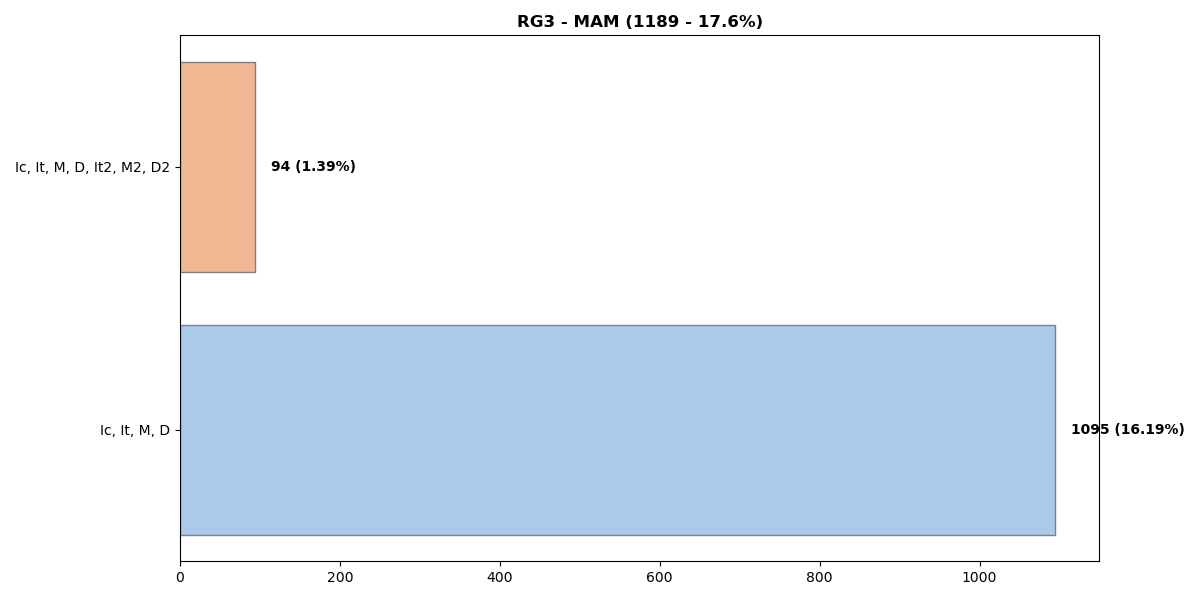 RG3 - MAM (1189 - 17.6%)
Ic, It, M, D, It2, M2, D2
94 (1.39%)
Ic, It, M, D
1095 (16.19%)
0 200 400 600 800 1000